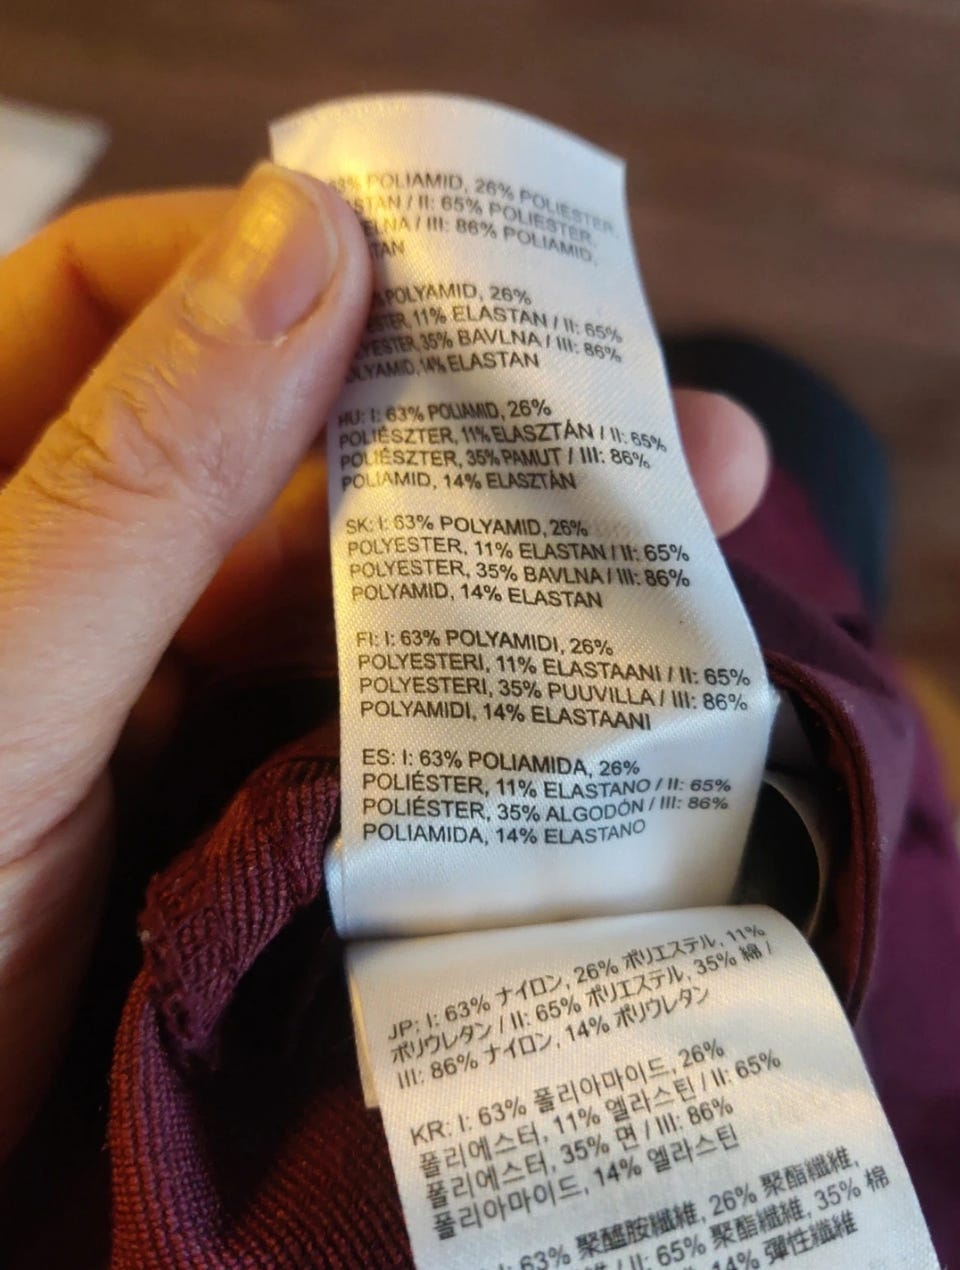 POLIAMID, 26% POLIESTER,
/ II: 65% POLIESTER,
/ III: 86% POLIAMID,
POLYAMID, 26%
11% ELASTAN / II: 65%
35% BAVLNA / III: 86%
14% ELASTAN
HU: I: 63% POLIAMID, 26%
POLIÉSZTER, 11% ELASZTÁN / II: 65%
POLIÉSZTER, 35% PAMUT / III: 86%
POLIAMID, 14% ELASZTÁN
SK: I: 63% POLYAMID, 26%
POLYESTER, 11% ELASTAN / II: 65%
POLYESTER, 35% BAVLNA / III: 86%
POLYAMID, 14% ELASTAN
FI: I: 63% POLYAMIDI, 26%
POLYESTERI, 11% ELASTAANI / II: 65%
POLYESTERI, 35% PUUVILLA / III: 86%
POLYAMIDI, 14% ELASTAANI
ES: I: 63% POLIAMIDA, 26%
POLIÉSTER, 11% ELASTANO / II: 65%
POLIÉSTER, 35% ALGODÓN / III: 86%
POLIAMIDA, 14% ELASTANO
JP: I: 63% ナイロン, 26% ポリエステル, 11%
ポリウレタン / II: 65% ポリエステル, 35% 綿 /
III: 86% ナイロン, 14% ポリウレタン
KR: I: 63% 폴리아마이드, 26%
폴리에스터, 11% 엘라스틴 / II: 65%
폴리에스터, 35% 면 / III: 86%
폴리아마이드, 14% 엘라스틴
63% 聚醯胺纖維, 26% 聚酯纖維,
/ II: 65% 聚酯纖維, 35% 棉
14% 彈性纖維